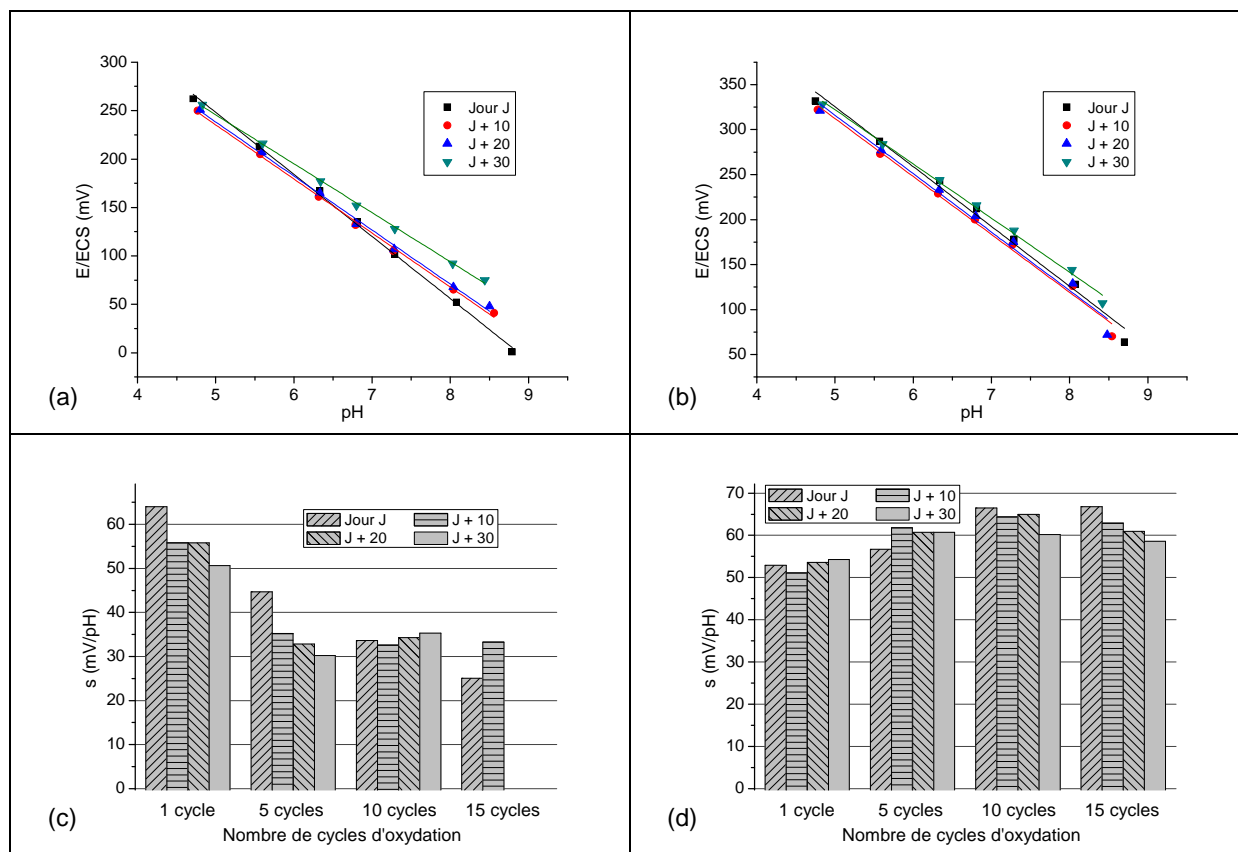 300
250
200
150
100
50
0
E/ECS (mV)
Jour J
J + 10
J + 20
J + 30
4 5 6 7 8 9
pH
(a)
350
300
250
200
150
100
50
E/ECS (mV)
Jour J
J + 10
J + 20
J + 30
4 5 6 7 8 9
pH
(b)
60
50
40
30
20
10
0
s (mV/pH)
Jour J J + 10
J + 20 J + 30
1 cycle 5 cycles 10 cycles 15 cycles
Nombre de cycles d'oxydation
(c)
70
60
50
40
30
20
10
0
s (mV/pH)
Jour J J + 10
J + 20 J + 30
1 cycle 5 cycles 10 cycles 15 cycles
Nombre de cycles d'oxydation
(d)